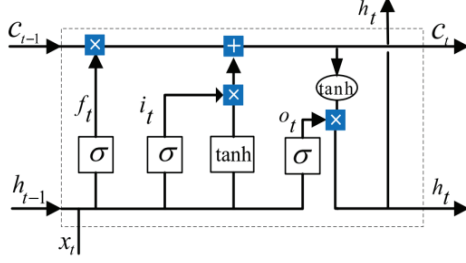 h_t
C_{t-1} × + C_t
tanh
f_t i_t × o_t ×
σ σ tanh σ
h_{t-1} h_t
x_t